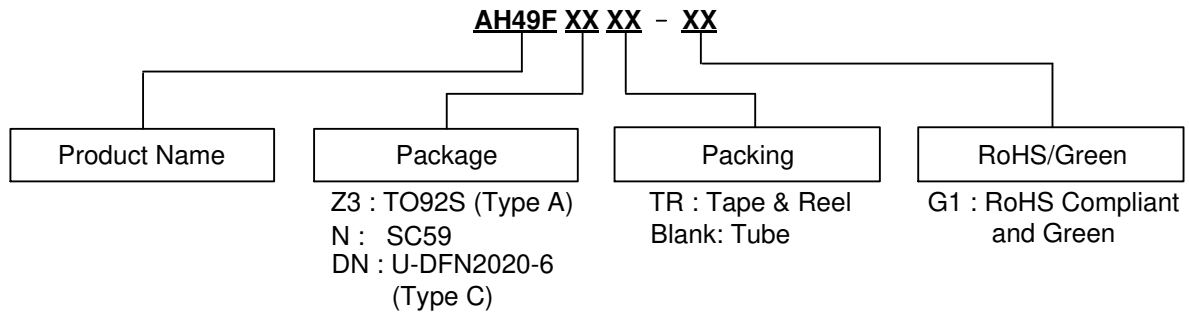 AH49F XX XX - XX
Product Name
Package
Packing
RoHS/Green
Z3 : TO92S (Type A)
N : SC59
DN : U-DFN2020-6
(Type C)
TR : Tape & Reel
Blank: Tube
G1 : RoHS Compliant
and Green